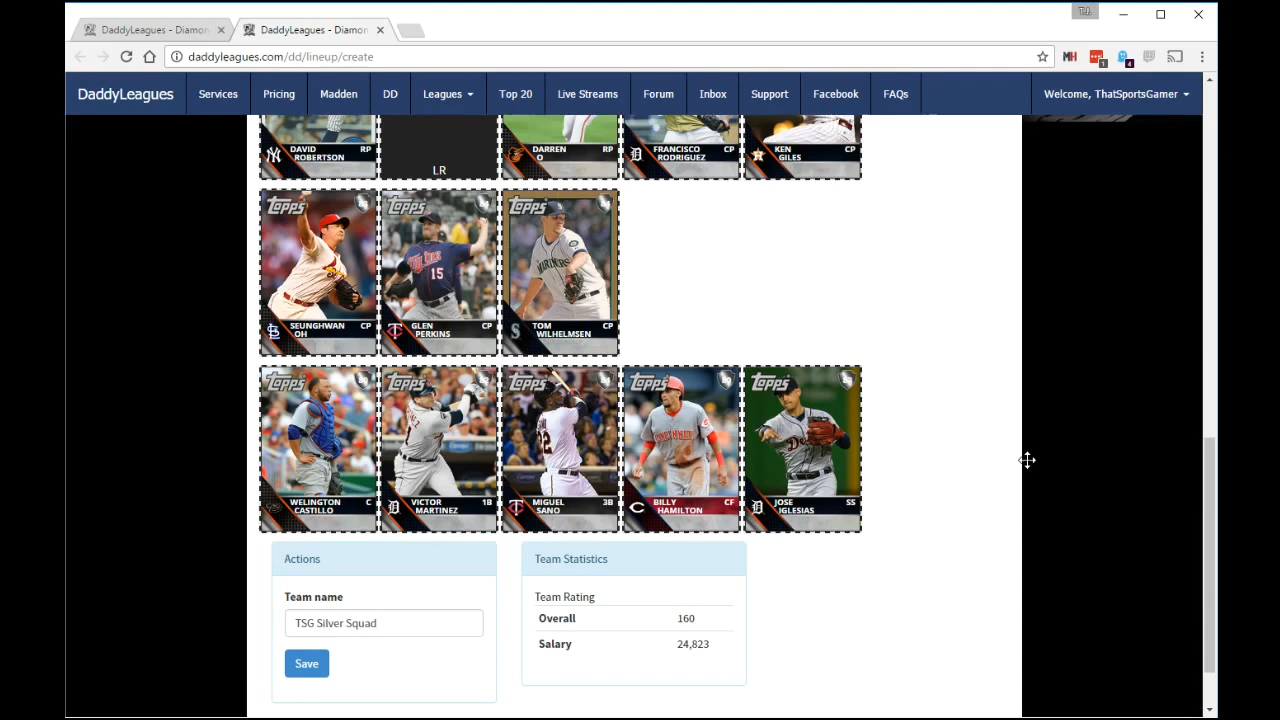 T.J.
DaddyLeagues - Diamon
DaddyLeagues - Diamon
daddyleagues.com/dd/lineup/create
DaddyLeagues Services Pricing Madden DD Leagues Top 20 Live Streams Forum Inbox Support Facebook FAQs Welcome, ThatSportsGamer
DAVID ROBERTSON RP
LR
DARREN O RP
FRANCISCO RODRIGUEZ CP
KEN GILES CP
Topps
SEUNGHWAN OH CP
Topps
15
GLEN PERKINS CP
Topps
MARINERS
TOM WILHELMSEN CP
Topps
WELINGTON CASTILLO C
Topps
VICTOR MARTINEZ 1B
Topps
MIGUEL SANO 3B
Topps
CINCINNATI
BILLY HAMILTON CF
Topps
JOSE IGLESIAS SS
Actions
Team name
TSG Silver Squad
Save
Team Statistics
Team Rating
Overall 160
Salary 24,823